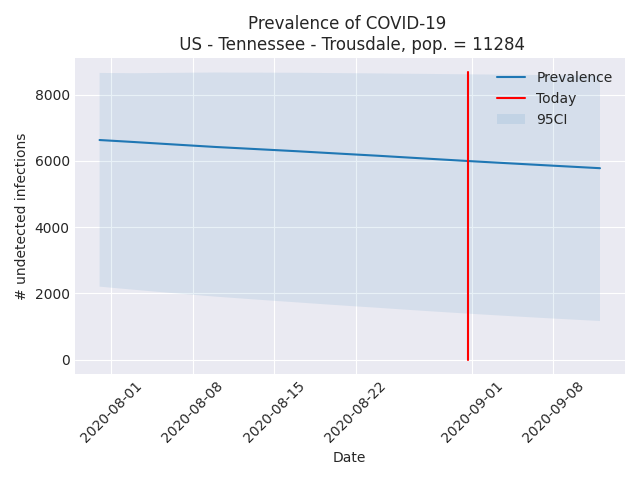 Prevalence of COVID-19
US - Tennessee - Trousdale, pop. = 11284
Prevalence
Today
95CI
# undetected infections
8000
6000
4000
2000
0
2020-08-01
2020-08-08
2020-08-15
2020-08-22
2020-09-01
2020-09-08
Date